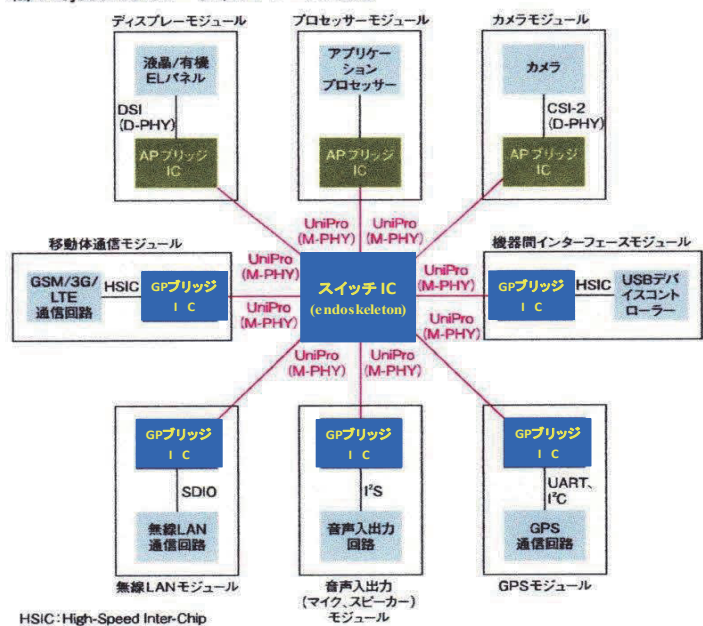 ディスプレーモジュール
プロセッサーモジュール
カメラモジュール
液晶/有機
ELパネル
アプリケー
ション
プロセッサー
カメラ
DSI
(D-PHY)
CSI-2
(D-PHY)
APブリッジ
IC
APブリッジ
IC
APブリッジ
IC
UniPro
(M-PHY)
UniPro
(M-PHY)
移動体通信モジュール
機器間インターフェースモジュール
UniPro
(M-PHY)
UniPro
(M-PHY)
GSM/3G/
LTE
通信回路
HSIC
GPブリッジ
I C
スイッチ IC
(endoskeleton)
GPブリッジ
I C
HSIC
USBデバ
イスコント
ローラー
UniPro
(M-PHY)
UniPro
(M-PHY)
UniPro
(M-PHY)
UniPro
(M-PHY)
GPブリッジ
I C
GPブリッジ
I C
GPブリッジ
I C
SDIO
I²S
UART、
I²C
無線LAN
通信回路
音声入出力
回路
GPS
通信回路
無線LANモジュール
音声入出力
(マイク、スピーカー)
モジュール
GPSモジュール
HSIC：High-Speed Inter-Chip